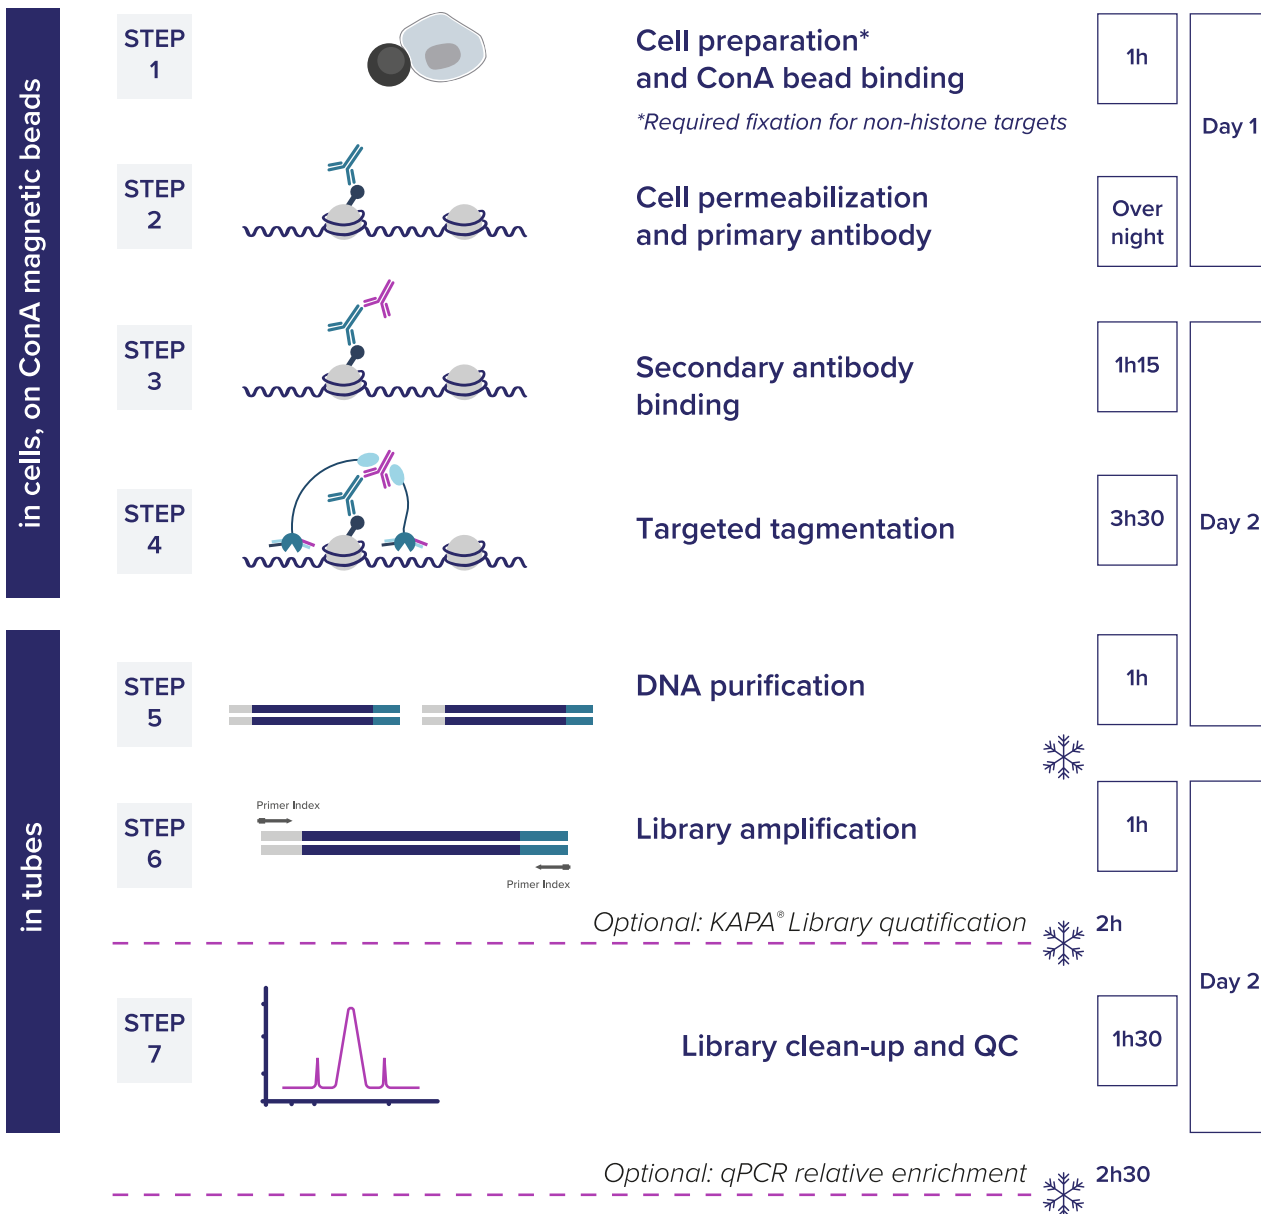 in cells, on ConA magnetic beads
STEP
1
Cell preparation*
and ConA bead binding
*Required fixation for non-histone targets
1h
Day 1
STEP
2
Cell permeabilization
and primary antibody
Over
night
STEP
3
Secondary antibody
binding
1h15
STEP
4
Targeted tagmentation
3h30
Day 2
in tubes
STEP
5
DNA purification
1h
STEP
6
Primer Index
Primer Index
Library amplification
1h
Optional: KAPA® Library quatification
2h
Day 2
STEP
7
Library clean-up and QC
1h30
Optional: qPCR relative enrichment
2h30